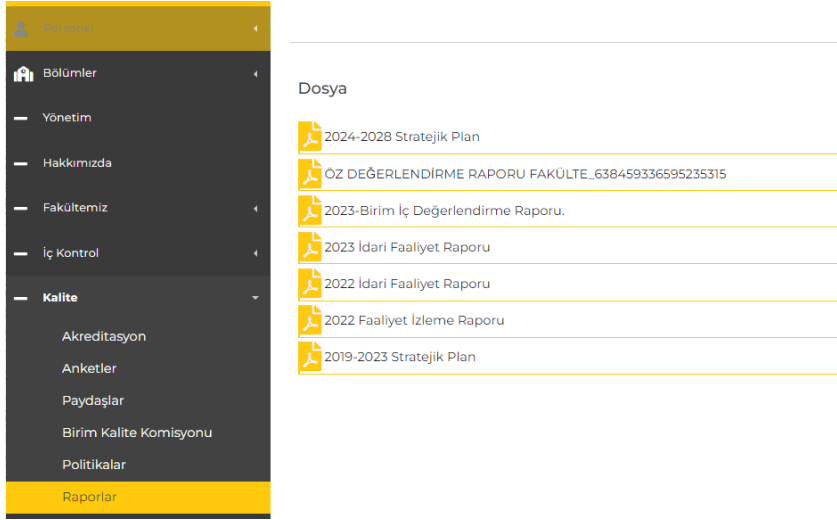 Personel
Bölümler
Yönetim
Hakkımızda
Fakültemiz
İç Kontrol
Kalite
Akreditasyon
Anketler
Paydaşlar
Birim Kalite Komisyonu
Politikalar
Raporlar
Dosya
2024-2028 Stratejik Plan
ÖZ DEĞERLENDİRME RAPORU FAKÜLTE_638459336595235315
2023-Birim İç Değerlendirme Raporu.
2023 İdari Faaliyet Raporu
2022 İdari Faaliyet Raporu
2022 Faaliyet İzleme Raporu
2019-2023 Stratejik Plan